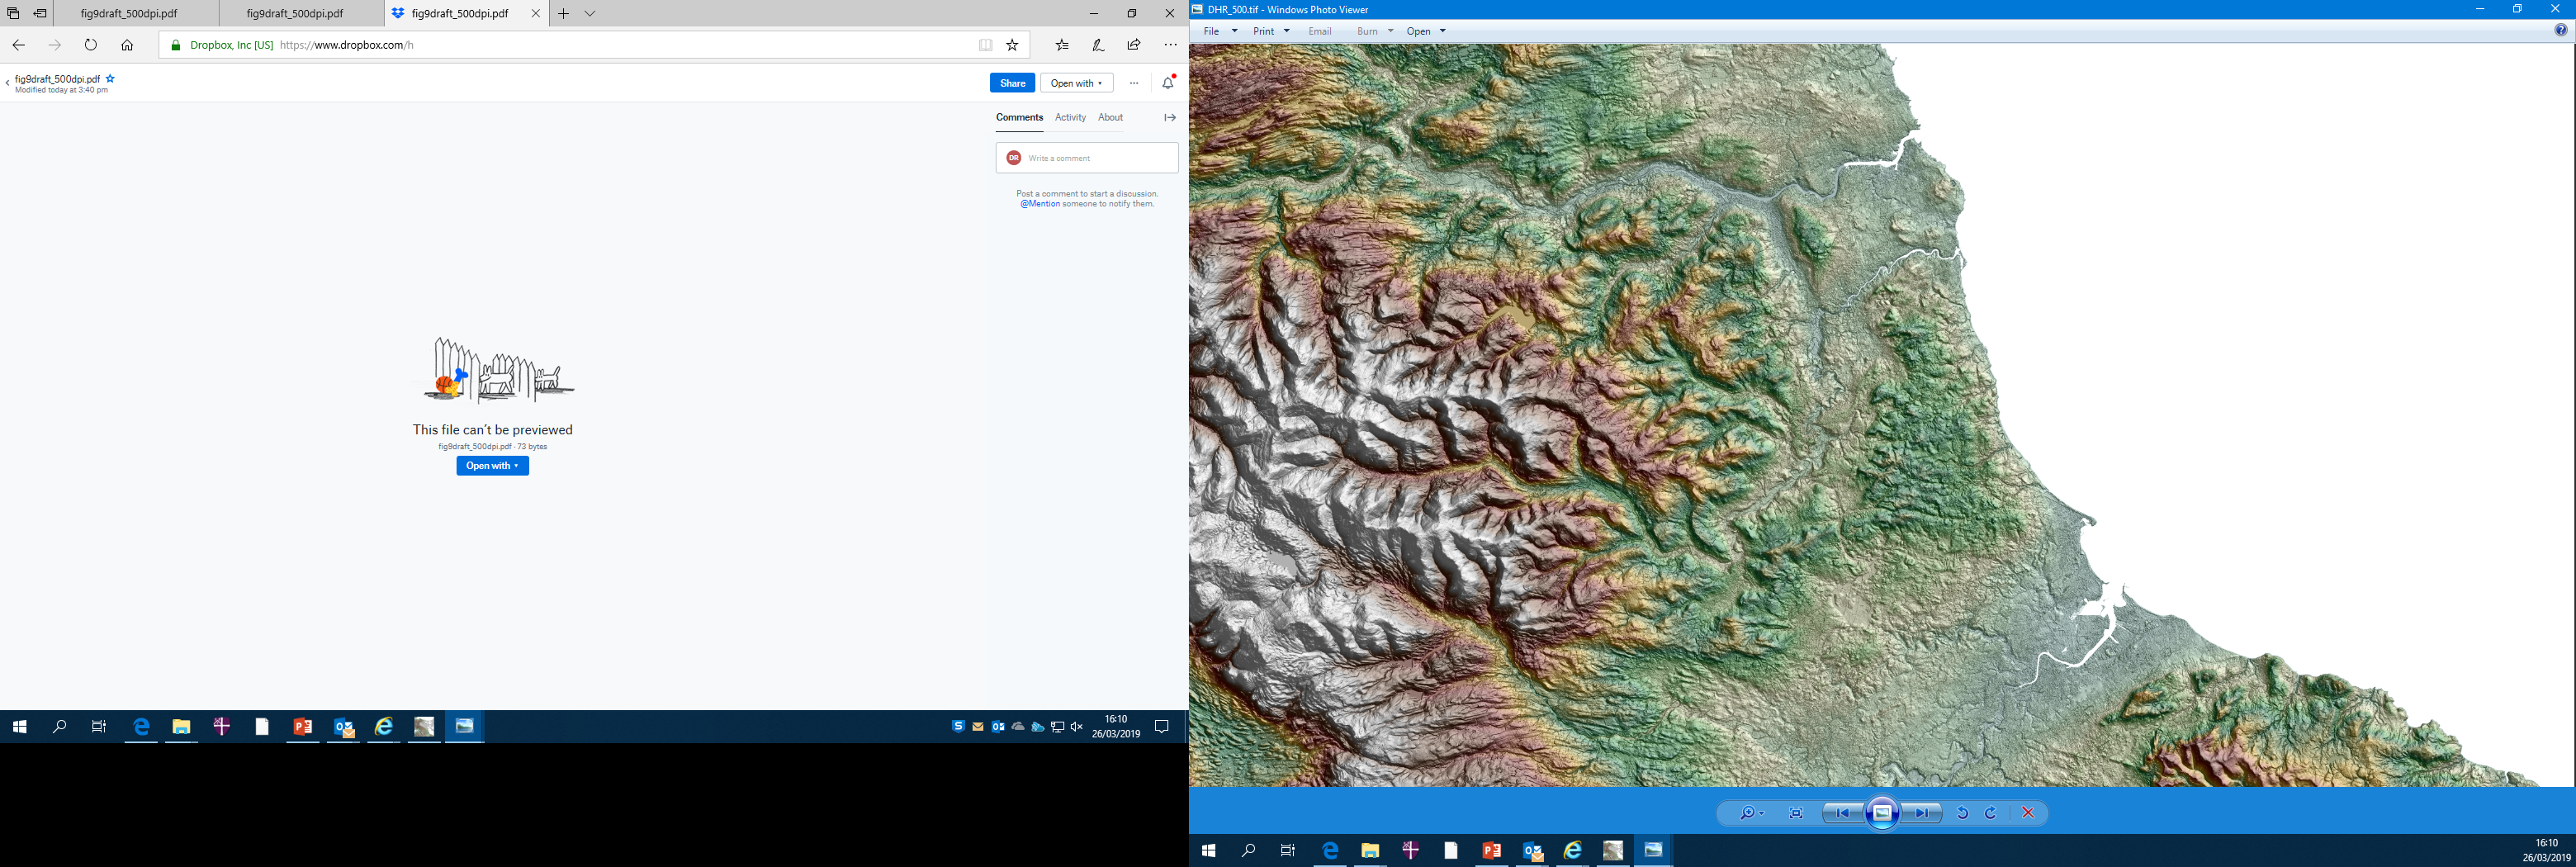 fig9draft_500dpi.pdf
fig9draft_500dpi.pdf
fig9draft_500dpi.pdf
Dropbox, Inc [US] https://www.dropbox.com/h
fig9draft_500dpi.pdf
Modified today at 3:40 pm
Share
Open with
Comments Activity About
DR Write a comment
Post a comment to start a discussion.
@Mention someone to notify them.
This file can't be previewed
fig9draft_500dpi.pdf · 73 bytes
Open with
16:10
26/03/2019
DHR_500.tif - Windows Photo Viewer
File Print Email Burn Open
16:10
26/03/2019